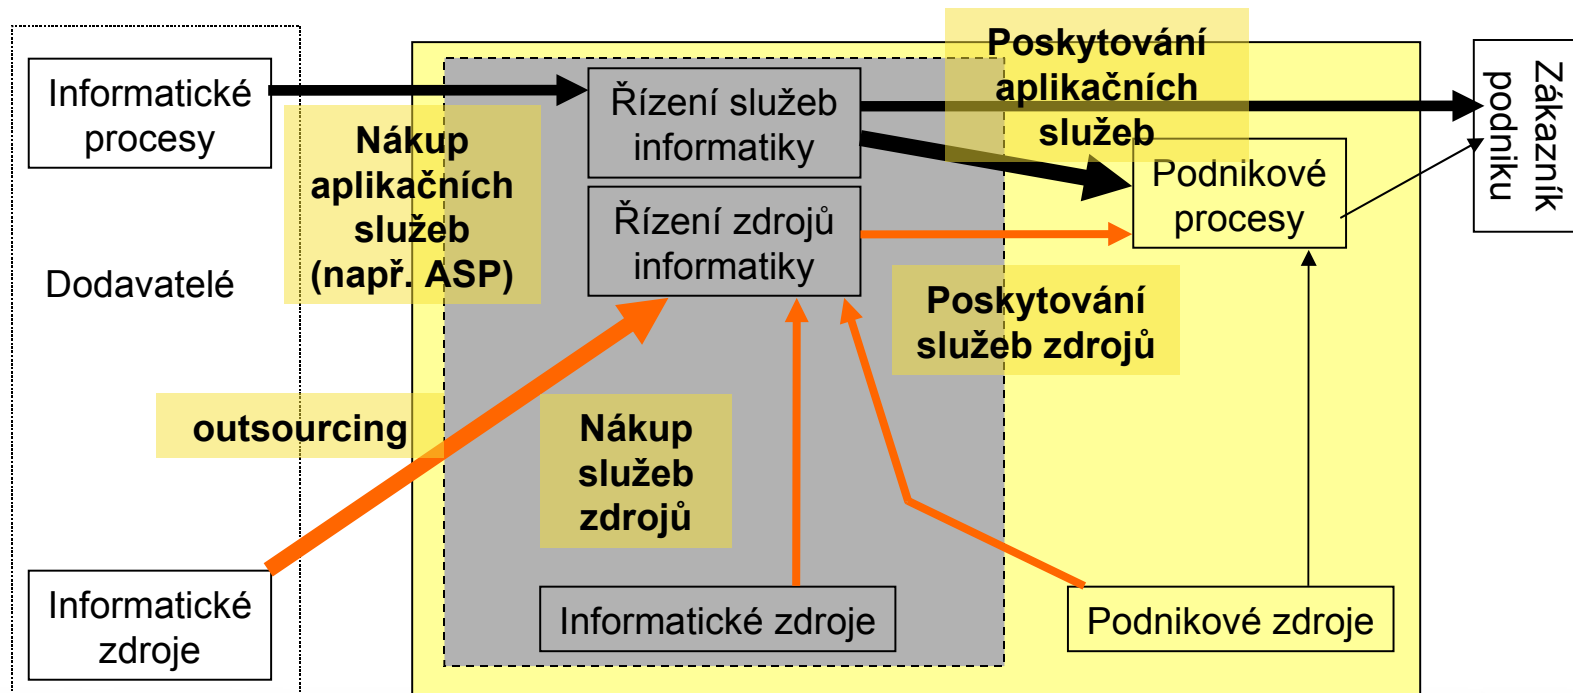 Informatické
procesy
Nákup
aplikačních
služeb
(např. ASP)
Dodavatelé
outsourcing
Informatické
zdroje
Řízení služeb
informatiky
Řízení zdrojů
informatiky
Nákup
služeb
zdrojů
Informatické zdroje
Poskytování
aplikačních
služeb
Podnikové
procesy
Poskytování
služeb zdrojů
Podnikové zdroje
Zákazník
podniku